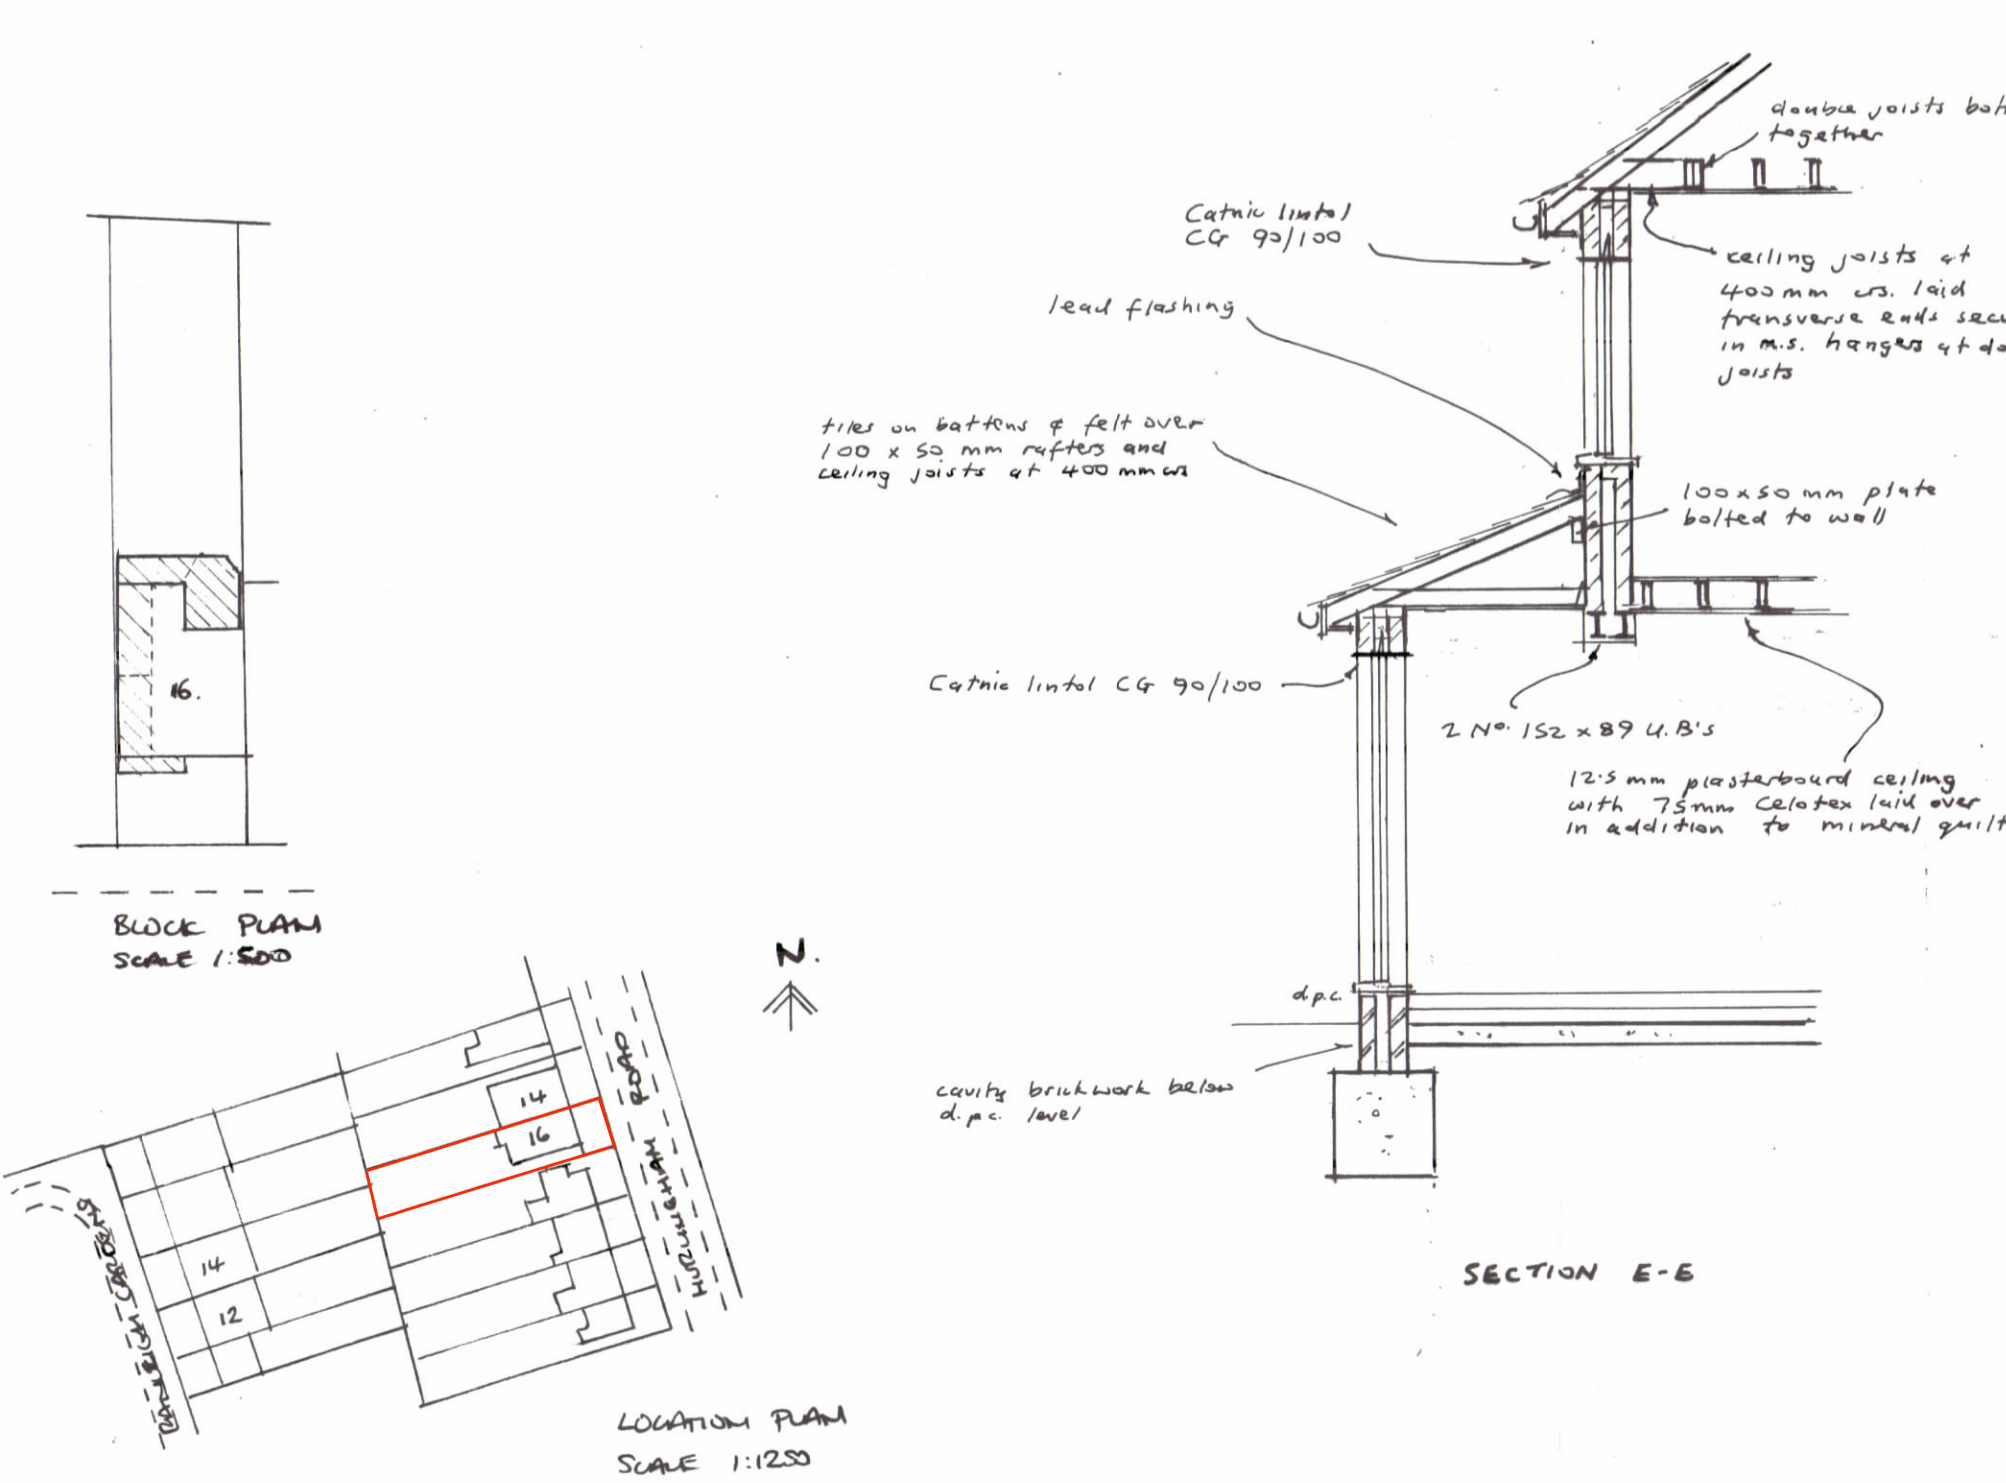 double joists bol
together
Catnic lintol
CG 90/100
ceiling joists at
400 mm crs. laid
transverse ends secu
in m.s. hangers at do
joists
lead flashing
tiles on battens & felt over
100 x 50 mm rafters and
ceiling joists at 400 mm crs
100 x 50 mm plate
bolted to wall
Catnic lintol CG 90/100
2 No. 152 x 89 U.B's
12.5 mm plasterboard ceiling
with 75mm Celotex laid over
in addition to mineral quilt
d.p.c.
cavity brickwork below
d.p.c. level
SECTION E-E
16.
BLOCK PLAN
SCALE 1:500
N.
14
16
HURLINGHAM ROAD
14
12
RANLEIGH GARDENS
LOCATION PLAN
SCALE 1:1250